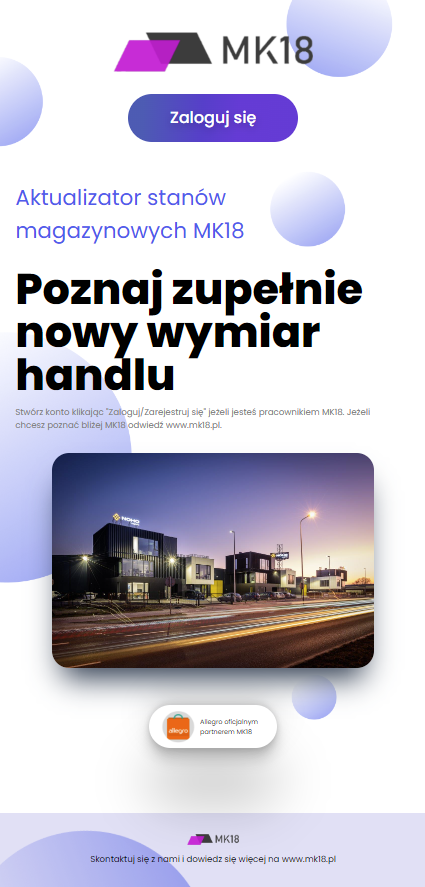 MK18
Zaloguj się
Aktualizator stanów
magazynowych MK18
Poznaj zupełnie
nowy wymiar
handlu
Stwórz konto klikając "Zaloguj/Zarejestruj się" jeżeli jesteś pracownikiem MK18. Jeżeli
chcesz poznać bliżej MK18 odwiedź www.mk18.pl.
allegro
Allegro oficjalnym
partnerem MK18
MK18
Skontaktuj się z nami i dowiedz się więcej na www.mk18.pl